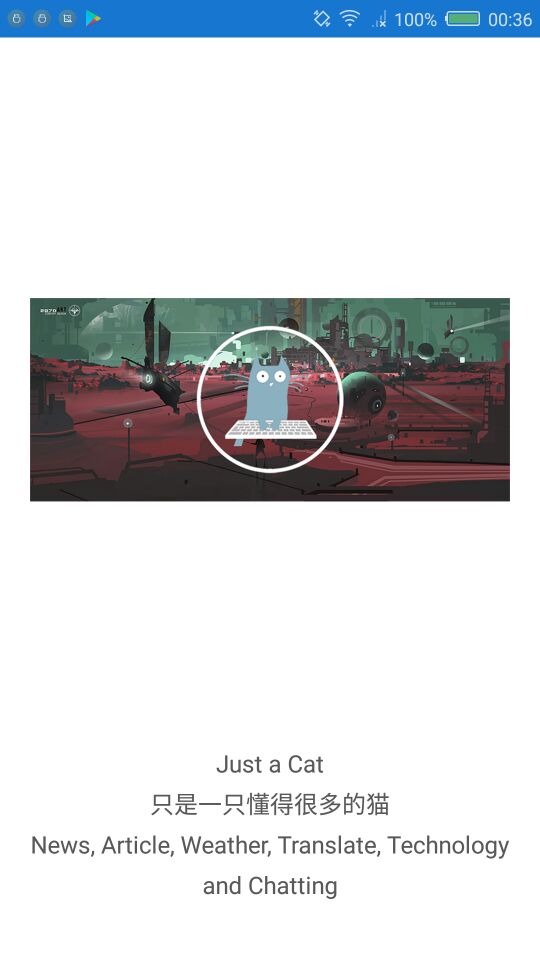 100% 00:36
Just a Cat
只是一只懂得很多的猫
News, Article, Weather, Translate, Technology
and Chatting